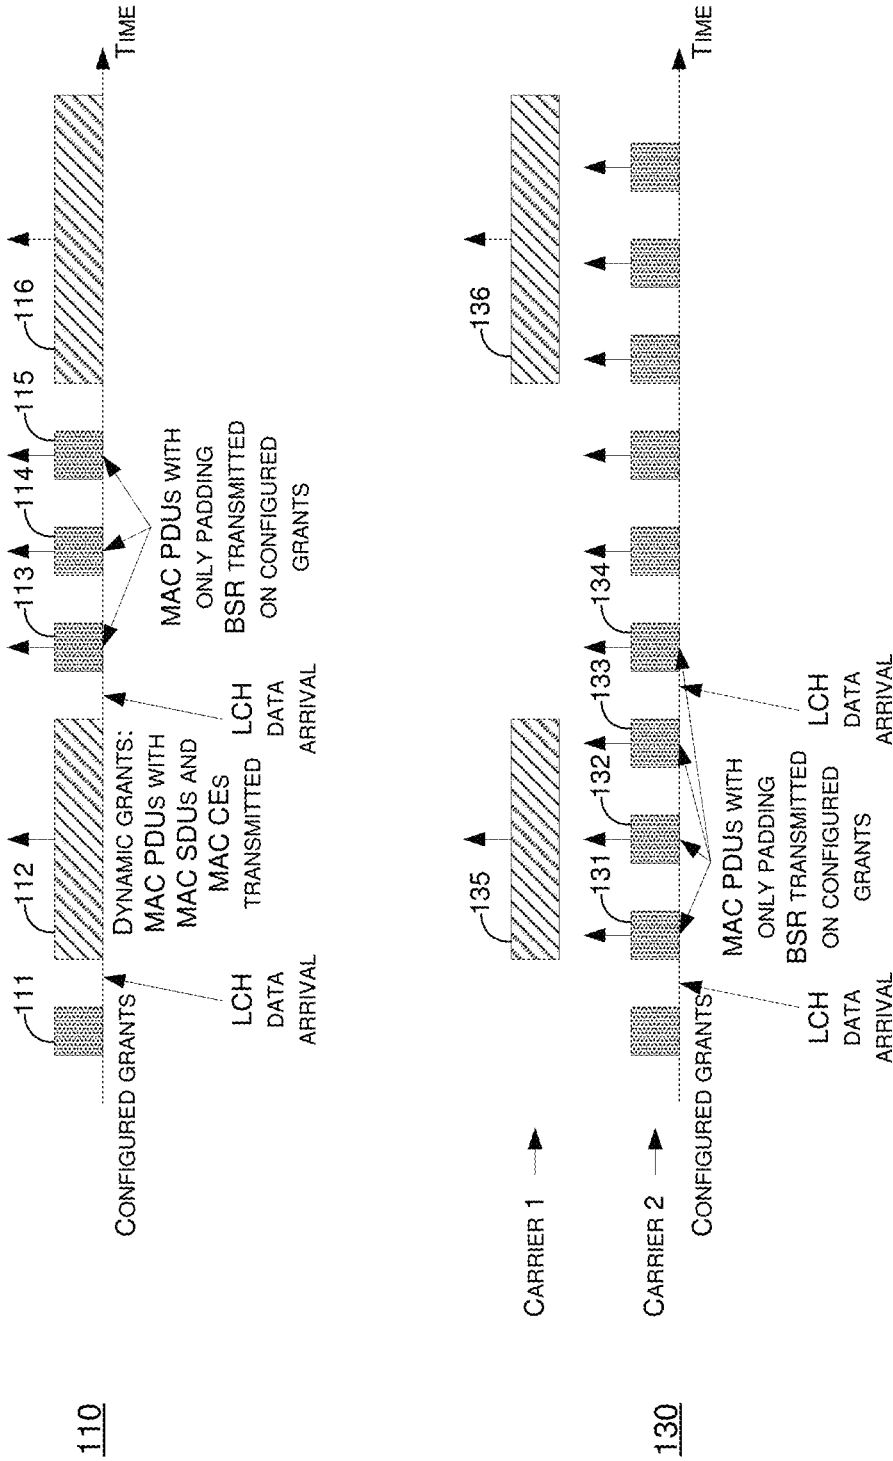 110
111
112
113
114
115
116
TIME
CONFIGURED GRANTS
LCH
DATA
ARRIVAL
DYNAMIC GRANTS:
MAC PDUS WITH
MAC SDUS AND
MAC CES
TRANSMITTED
LCH
DATA
ARRIVAL
MAC PDUS WITH
ONLY PADDING
BSR TRANSMITTED
ON CONFIGURED
GRANTS
130
CARRIER 1
135
136
CARRIER 2
131
132
133
134
TIME
CONFIGURED GRANTS
LCH
DATA
ARRIVAL
MAC PDUS WITH
ONLY PADDING
BSR TRANSMITTED
ON CONFIGURED
GRANTS
LCH
DATA
ARRIVAL